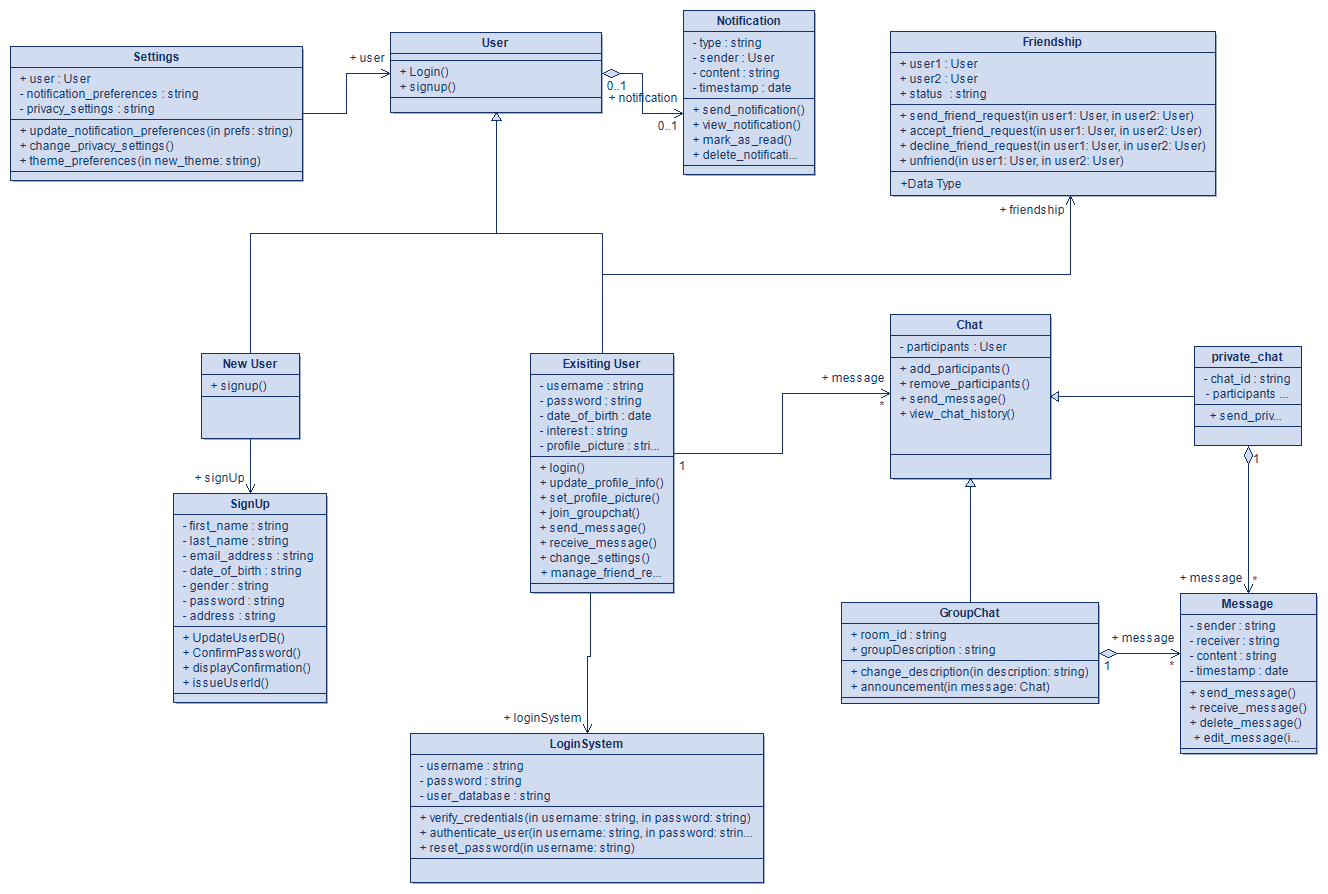 Settings
+ user : User
- notification_preferences : string
- privacy_settings : string
+ update_notification_preferences(in prefs: string)
+ change_privacy_settings()
+ theme_preferences(in new_theme: string)
+ user
User
+ Login()
+ signup()
0..1
+ notification
0..1
Notification
- type : string
- sender : User
- content : string
- timestamp : date
+ send_notification()
+ view_notification()
+ mark_as_read()
+ delete_notificati...
Friendship
+ user1 : User
+ user2 : User
+ status : string
+ send_friend_request(in user1: User, in user2: User)
+ accept_friend_request(in user1: User, in user2: User)
+ decline_friend_request(in user1: User, in user2: User)
+ unfriend(in user1: User, in user2: User)
+Data Type
+ friendship
New User
+ signup()
+ signUp
SignUp
- first_name : string
- last_name : string
- email_address : string
- date_of_birth : string
- gender : string
- password : string
- address : string
+ UpdateUserDB()
+ ConfirmPassword()
+ displayConfirmation()
+ issueUserId()
Exisiting User
- username : string
- password : string
- date_of_birth : date
- interest : string
- profile_picture : stri...
+ login()
+ update_profile_info()
+ set_profile_picture()
+ join_groupchat()
+ send_message()
+ receive_message()
+ change_settings()
+ manage_friend_re...
1
+ message
*
Chat
- participants : User
+ add_participants()
+ remove_participants()
+ send_message()
+ view_chat_history()
private_chat
- chat_id : string
- participants ...
+ send_priv...
1
+ message
*
GroupChat
+ room_id : string
+ groupDescription : string
+ change_description(in description: string)
+ announcement(in message: Chat)
+ message
1
*
Message
- sender : string
- receiver : string
- content : string
- timestamp : date
+ send_message()
+ receive_message()
+ delete_message()
+ edit_message(i...
+ loginSystem
LoginSystem
- username : string
- password : string
- user_database : string
+ verify_credentials(in username: string, in password: string)
+ authenticate_user(in username: string, in password: strin...
+ reset_password(in username: string)